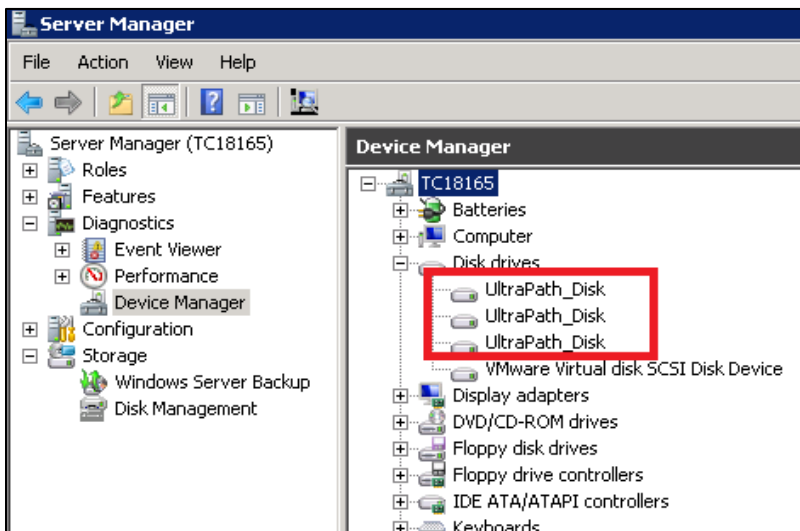 Server Manager
File Action View Help
Server Manager (TC18165)
Roles
Features
Diagnostics
Event Viewer
Performance
Device Manager
Configuration
Storage
Windows Server Backup
Disk Management
Device Manager
TC18165
Batteries
Computer
Disk drives
UltraPath_Disk
UltraPath_Disk
UltraPath_Disk
VMware Virtual disk SCSI Disk Device
Display adapters
DVD/CD-ROM drives
Floppy disk drives
Floppy drive controllers
IDE ATA/ATAPI controllers
Keyboards